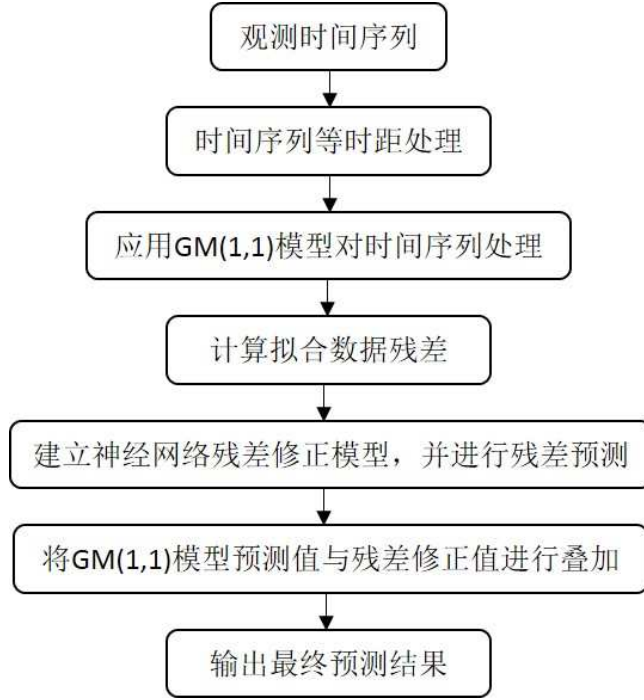 观测时间序列
时间序列等时距处理
应用GM(1,1)模型对时间序列处理
计算拟合数据残差
建立神经网络残差修正模型，并进行残差预测
将GM(1,1)模型预测值与残差修正值进行叠加
输出最终预测结果